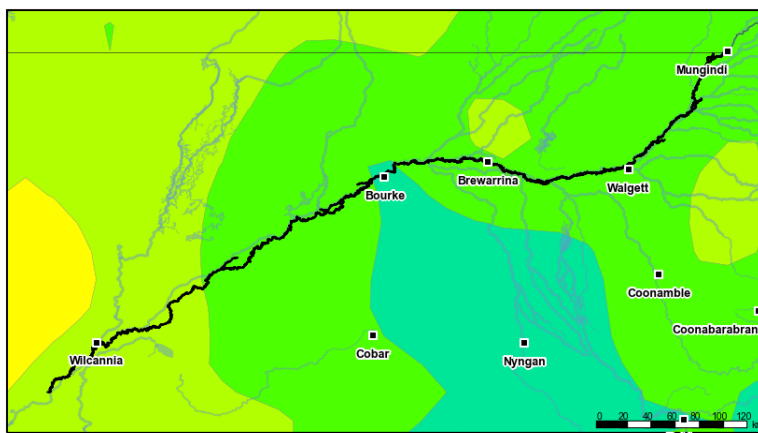 Mungindi
Brewarrina
Bourke
Walgett
Coonamble
Coonabarabran
Wilcannia
Cobar
Nyngan
0 20 40 60 80 100 120